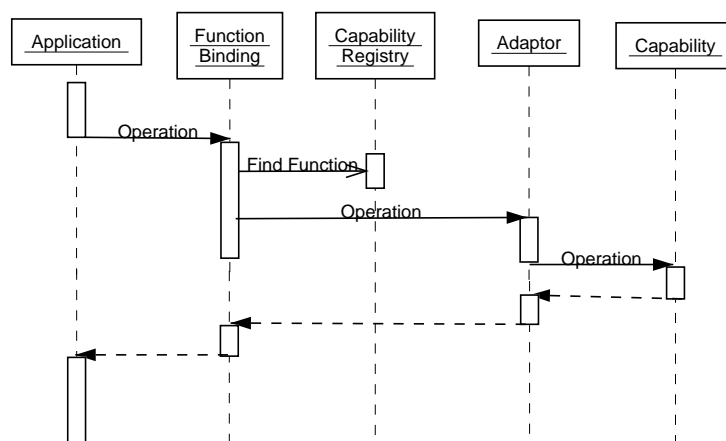 Application
Function
Binding
Capability
Registry
Adaptor
Capability
Operation
Find Function
Operation
Operation